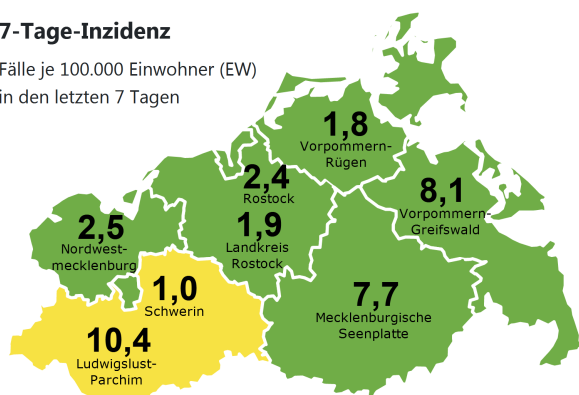 7-Tage-Inzidenz
Fälle je 100.000 Einwohner (EW)
in den letzten 7 Tagen
1,8
Vorpommern-
Rügen
2,4
Rostock
8,1
Vorpommern-
Greifswald
1,9
Landkreis
Rostock
2,5
Nordwest-
mecklenburg
1,0
Schwerin
7,7
Mecklenburgische
Seenplatte
10,4
Ludwigslust-
Parchim